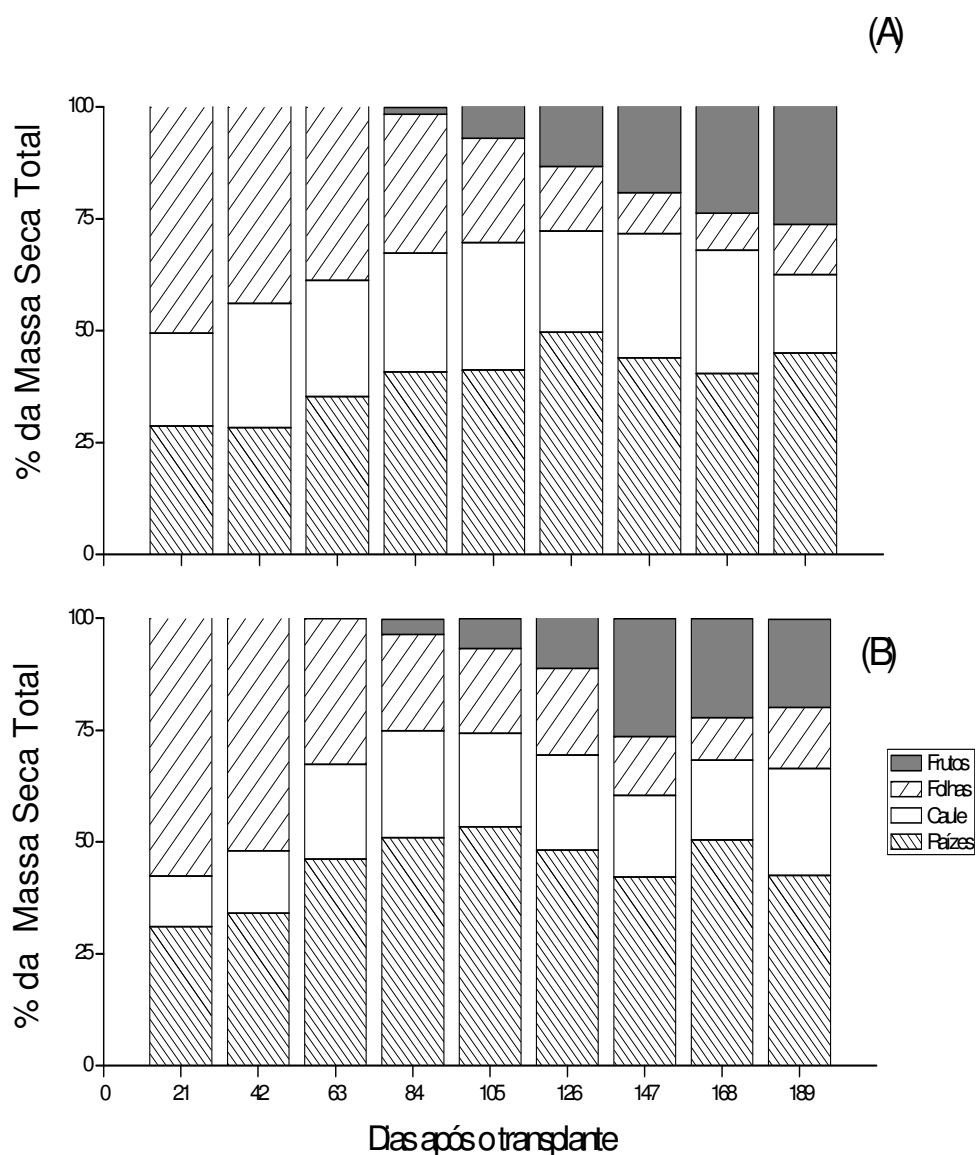 (A)
% da Massa Seca Total
100
75
50
25
0
% da Massa Seca Total
100
75
50
25
0
(B)
Frutos
Folhas
Caule
Raízes
0 21 42 63 84 105 126 147 168 189
Dias após o transplante